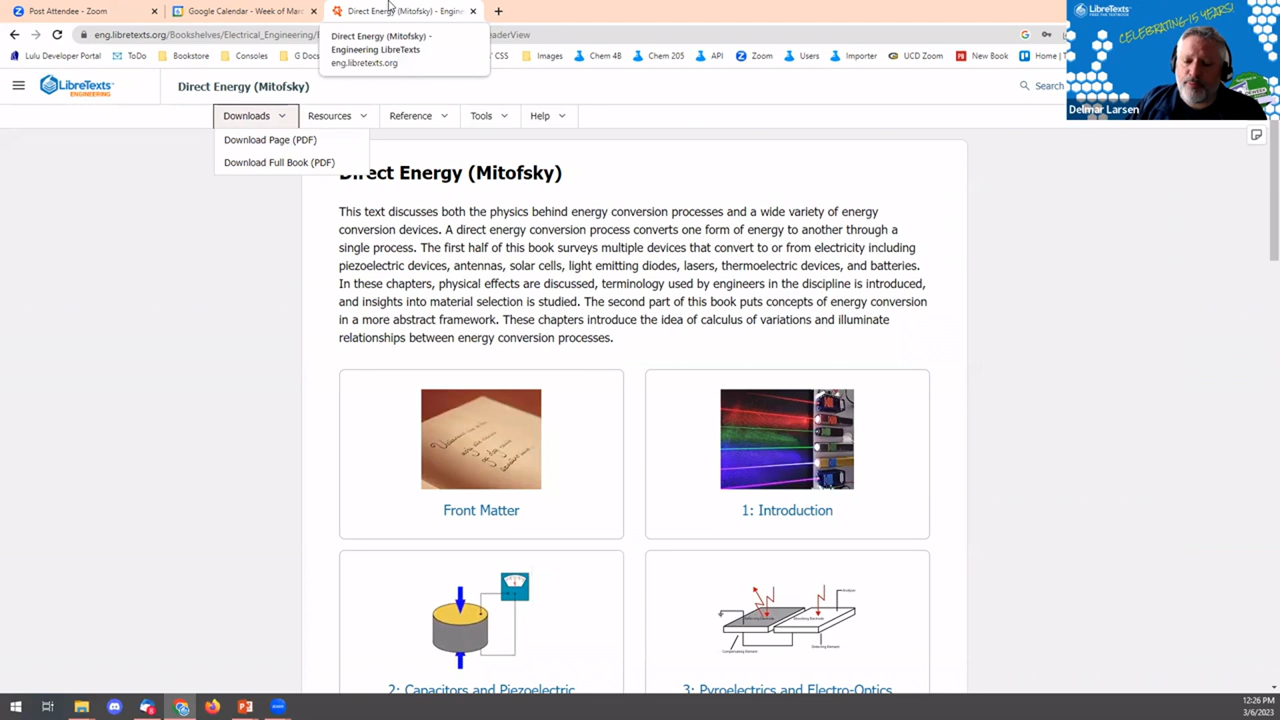 Post Attendee - Zoom
Google Calendar - Week of Marc
Direct Energy (Mitofsky) - Engine
eng.libretexts.org/Bookshelves/Electrical_Engineering/
eaderView
Direct Energy (Mitofsky) -
Engineering LibreTexts
eng.libretexts.org
Lulu Developer Portal
ToDo
Bookstore
Consoles
G Docs
CSS
Images
Chem 4B
Chem 205
API
Zoom
Users
Importer
UCD Zoom
New Book
Home | T
LibreTexts
CELEBRATING 15 YEARS!
Delmar Larsen
LibreTexts
ENGINEERING
Direct Energy (Mitofsky)
Search
Downloads
Resources
Reference
Tools
Help
Download Page (PDF)
Download Full Book (PDF)
Direct Energy (Mitofsky)
This text discusses both the physics behind energy conversion processes and a wide variety of energy
conversion devices. A direct energy conversion process converts one form of energy to another through a
single process. The first half of this book surveys multiple devices that convert to or from electricity including
piezoelectric devices, antennas, solar cells, light emitting diodes, lasers, thermoelectric devices, and batteries.
In these chapters, physical effects are discussed, terminology used by engineers in the discipline is introduced,
and insights into material selection is studied. The second part of this book puts concepts of energy conversion
in a more abstract framework. These chapters introduce the idea of calculus of variations and illuminate
relationships between energy conversion processes.
Front Matter
1: Introduction
2: Capacitors and Piezoelectric
3: Pyroelectrics and Electro-Optics
12:26 PM
3/6/2023